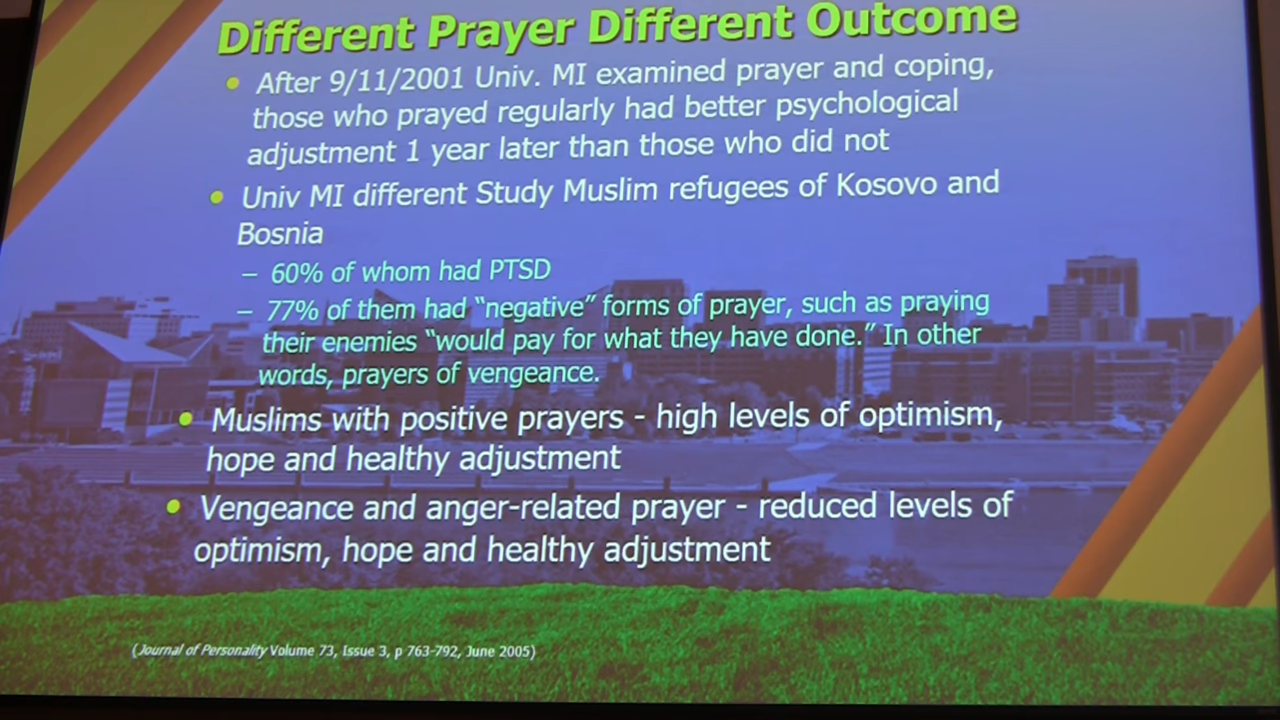 Different Prayer Different Outcome
• After 9/11/2001 Univ. MI examined prayer and coping,
those who prayed regularly had better psychological
adjustment 1 year later than those who did not
• Univ MI different Study Muslim refugees of Kosovo and
Bosnia
– 60% of whom had PTSD
– 77% of them had “negative” forms of prayer, such as praying
their enemies “would pay for what they have done.” In other
words, prayers of vengeance.
• Muslims with positive prayers - high levels of optimism,
hope and healthy adjustment
• Vengeance and anger-related prayer - reduced levels of
optimism, hope and healthy adjustment
(Journal of Personality Volume 73, Issue 3, p 763-792, June 2005)